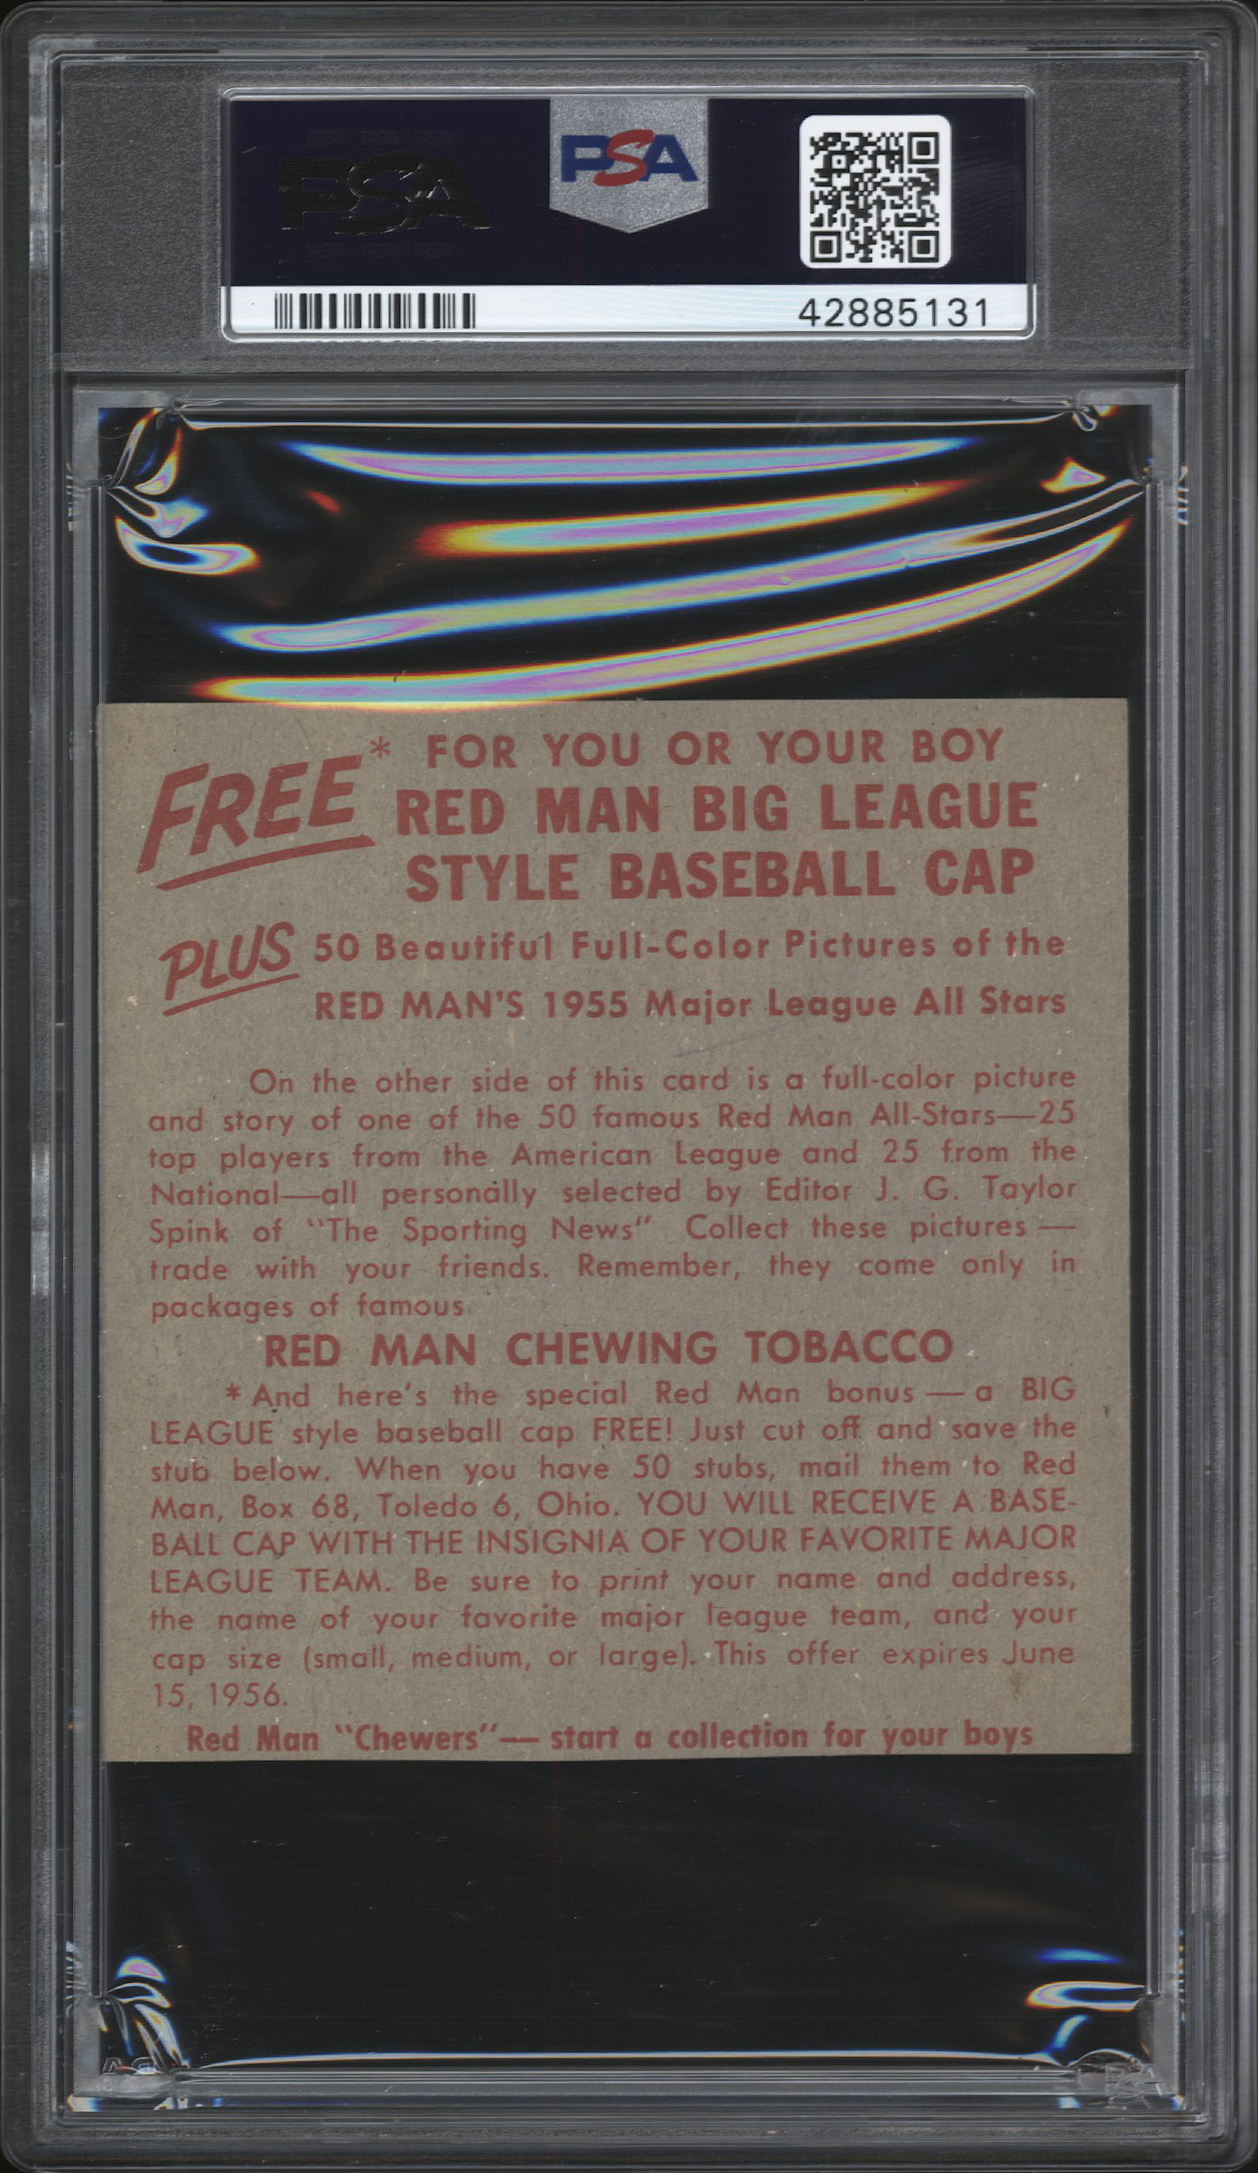 PSA
PSA
42885131
FREE* FOR YOU OR YOUR BOY
RED MAN BIG LEAGUE
STYLE BASEBALL CAP
PLUS 50 Beautiful Full-Color Pictures of the
RED MAN'S 1955 Major League All Stars
On the other side of this card is a full-color picture
and story of one of the 50 famous Red Man All-Stars—25
top players from the American League and 25 from the
National—all personally selected by Editor J. G. Taylor
Spink of "The Sporting News" Collect these pictures —
trade with your friends. Remember, they come only in
packages of famous
RED MAN CHEWING TOBACCO
* And here's the special Red Man bonus — a BIG
LEAGUE style baseball cap FREE! Just cut off and save the
stub below. When you have 50 stubs, mail them to Red
Man, Box 68, Toledo 6, Ohio. YOU WILL RECEIVE A BASE-
BALL CAP WITH THE INSIGNIA OF YOUR FAVORITE MAJOR
LEAGUE TEAM. Be sure to print your name and address,
the name of your favorite major league team, and your
cap size (small, medium, or large). This offer expires June
15, 1956.
Red Man "Chewers"— start a collection for your boys
PSA